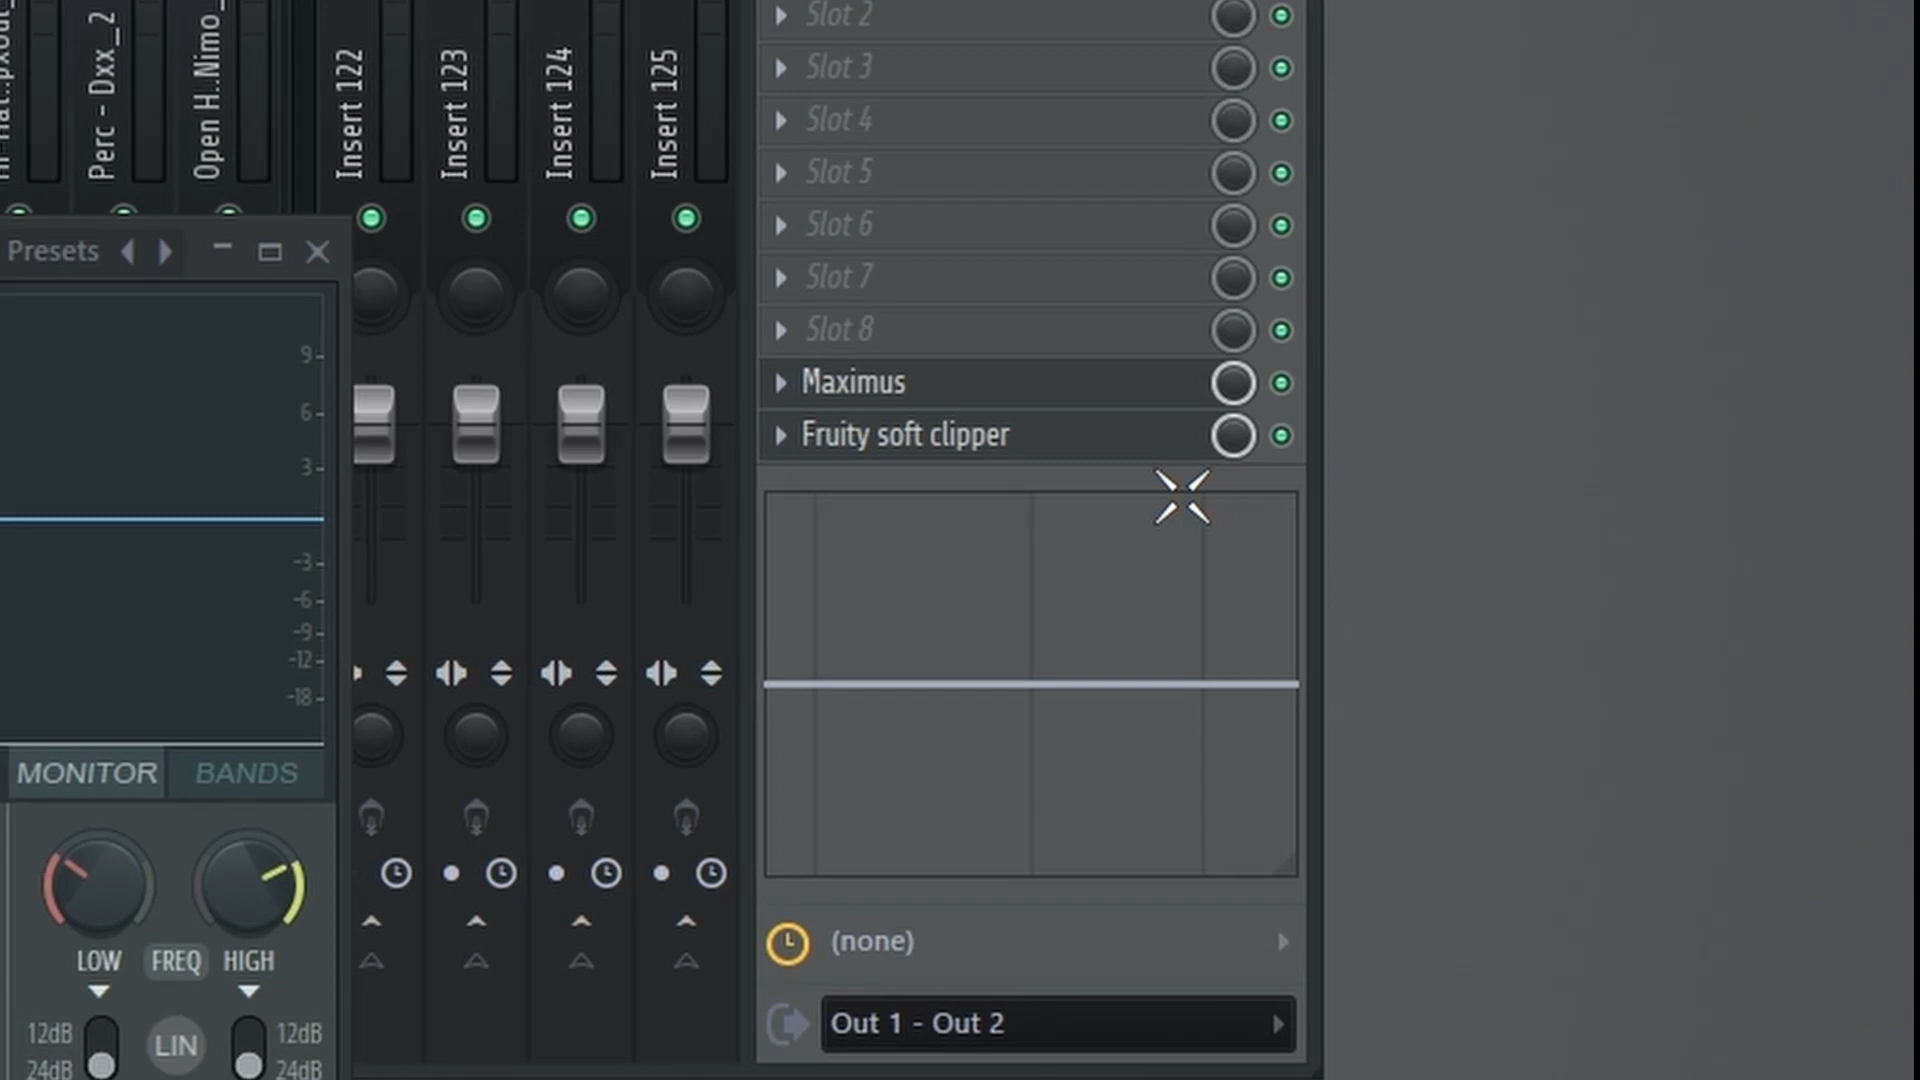 Perc - Dxx_2
Open H..Nimo_
Insert 122
Insert 123
Insert 124
Insert 125
Slot 2
Slot 3
Slot 4
Slot 5
Slot 6
Slot 7
Slot 8
Maximus
Fruity soft clipper
Presets
9
6
3
-3
-6
-9
-12
-18
MONITOR BANDS
LOW FREQ HIGH
12dB LIN 12dB
24dB 24dB
(none)
Out 1 - Out 2